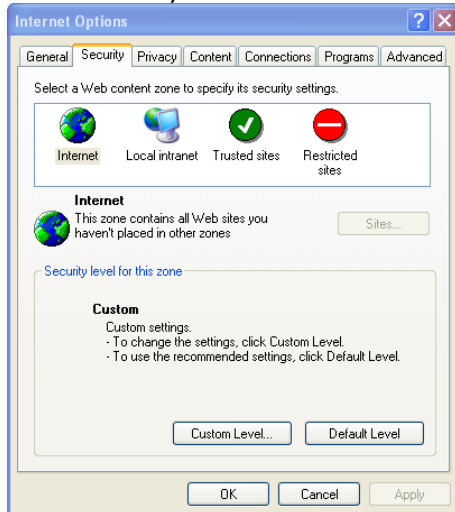 Internet Options
General Security Privacy Content Connections Programs Advanced
Select a Web content zone to specify its security settings.
Internet Local intranet Trusted sites Restricted
sites
Internet
This zone contains all Web sites you
haven't placed in other zones
Sites...
Security level for this zone
Custom
Custom settings.
- To change the settings, click Custom Level.
- To use the recommended settings, click Default Level.
Custom Level... Default Level
OK Cancel Apply